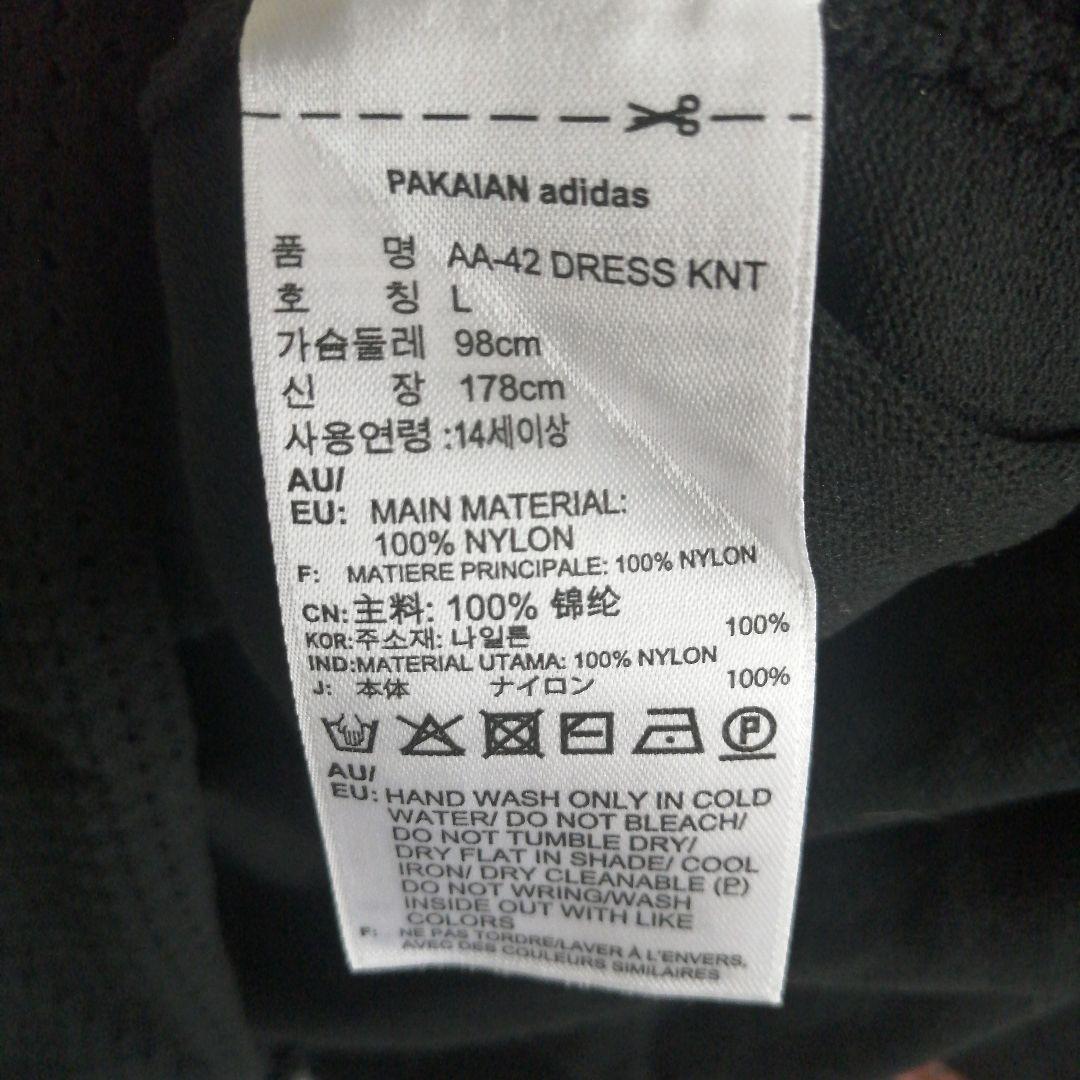 PAKAIAN adidas
품 명 AA-42 DRESS KNT
호 칭 L
가슴둘레 98cm
신 장 178cm
사용연령 :14세이상
AU/
EU: MAIN MATERIAL:
100% NYLON
F: MATIERE PRINCIPALE: 100% NYLON
CN: 主料: 100% 锦纶
KOR: 주소재: 나일론 100%
IND: MATERIAL UTAMA: 100% NYLON
J: 本体 ナイロン 100%
AU/
EU: HAND WASH ONLY IN COLD
WATER/ DO NOT BLEACH/
DO NOT TUMBLE DRY/
DRY FLAT IN SHADE/ COOL
IRON/ DRY CLEANABLE (P)
DO NOT WRING/WASH
INSIDE OUT WITH LIKE
COLORS
F: NE PAS TORDRE/LAVER À L'ENVERS,
AVEC DES COULEURS SIMILAIRES